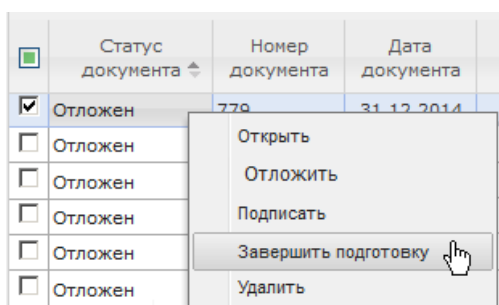 Статус документа
Номер документа
Дата документа
Отложен
779
31.12.2014
Открыть
Отложен
Отложить
Отложен
Подписать
Отложен
Завершить подготовку
Отложен
Удалить
Отложен